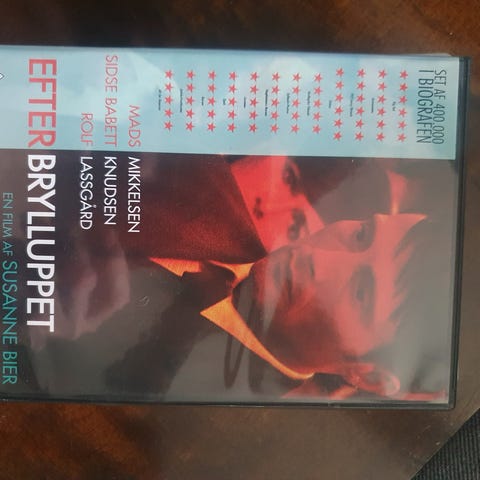 SET AF 400.000
I BIOGRAFEN
MADS MIKKELSEN
SIDSE BABETT KNUDSEN
ROLF LASSGÅRD
EFTER BRYLLUPPET
EN FILM AF SUSANNE BIER